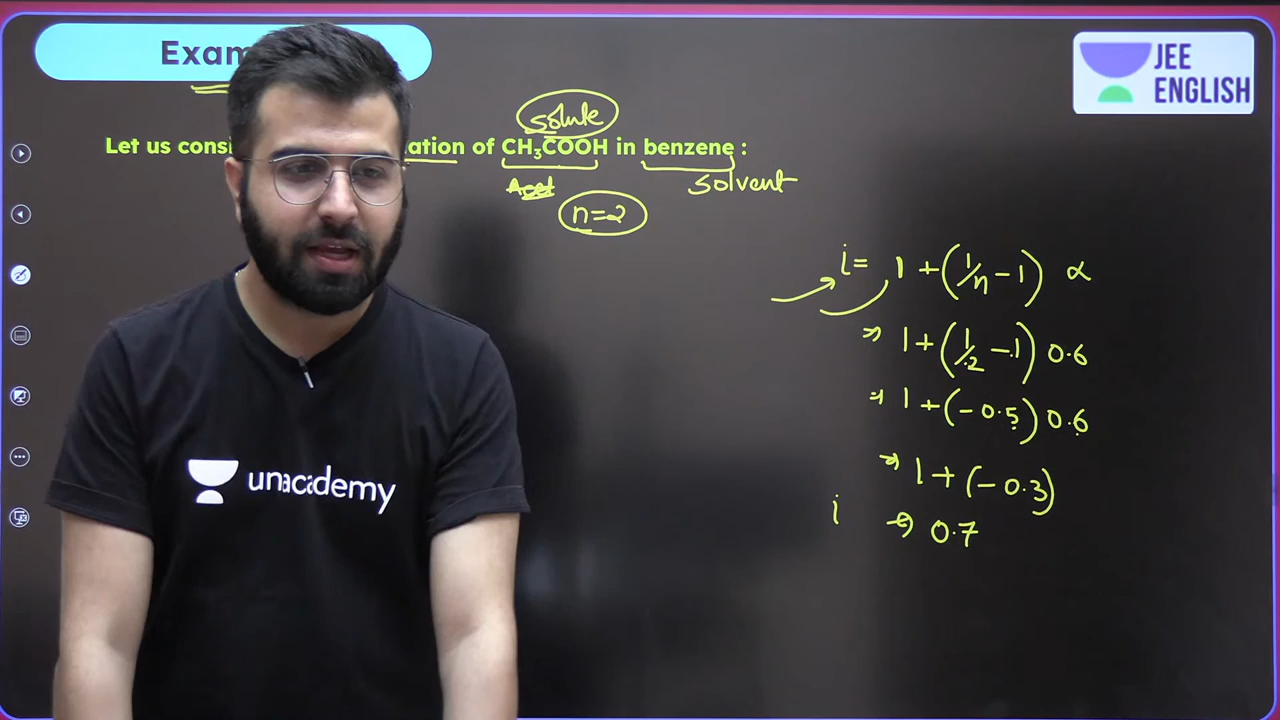 Exam
JEE
ENGLISH
solute
Let us consi ation of CH₃COOH in benzene :
solvent
n=2
i= 1 + (1/n - 1) α
⇒ 1 + (1/2 - 1) 0.6
⇒ 1 + (-0.5) 0.6
⇒ 1 + (-0.3)
i ⇒ 0.7
unacademy